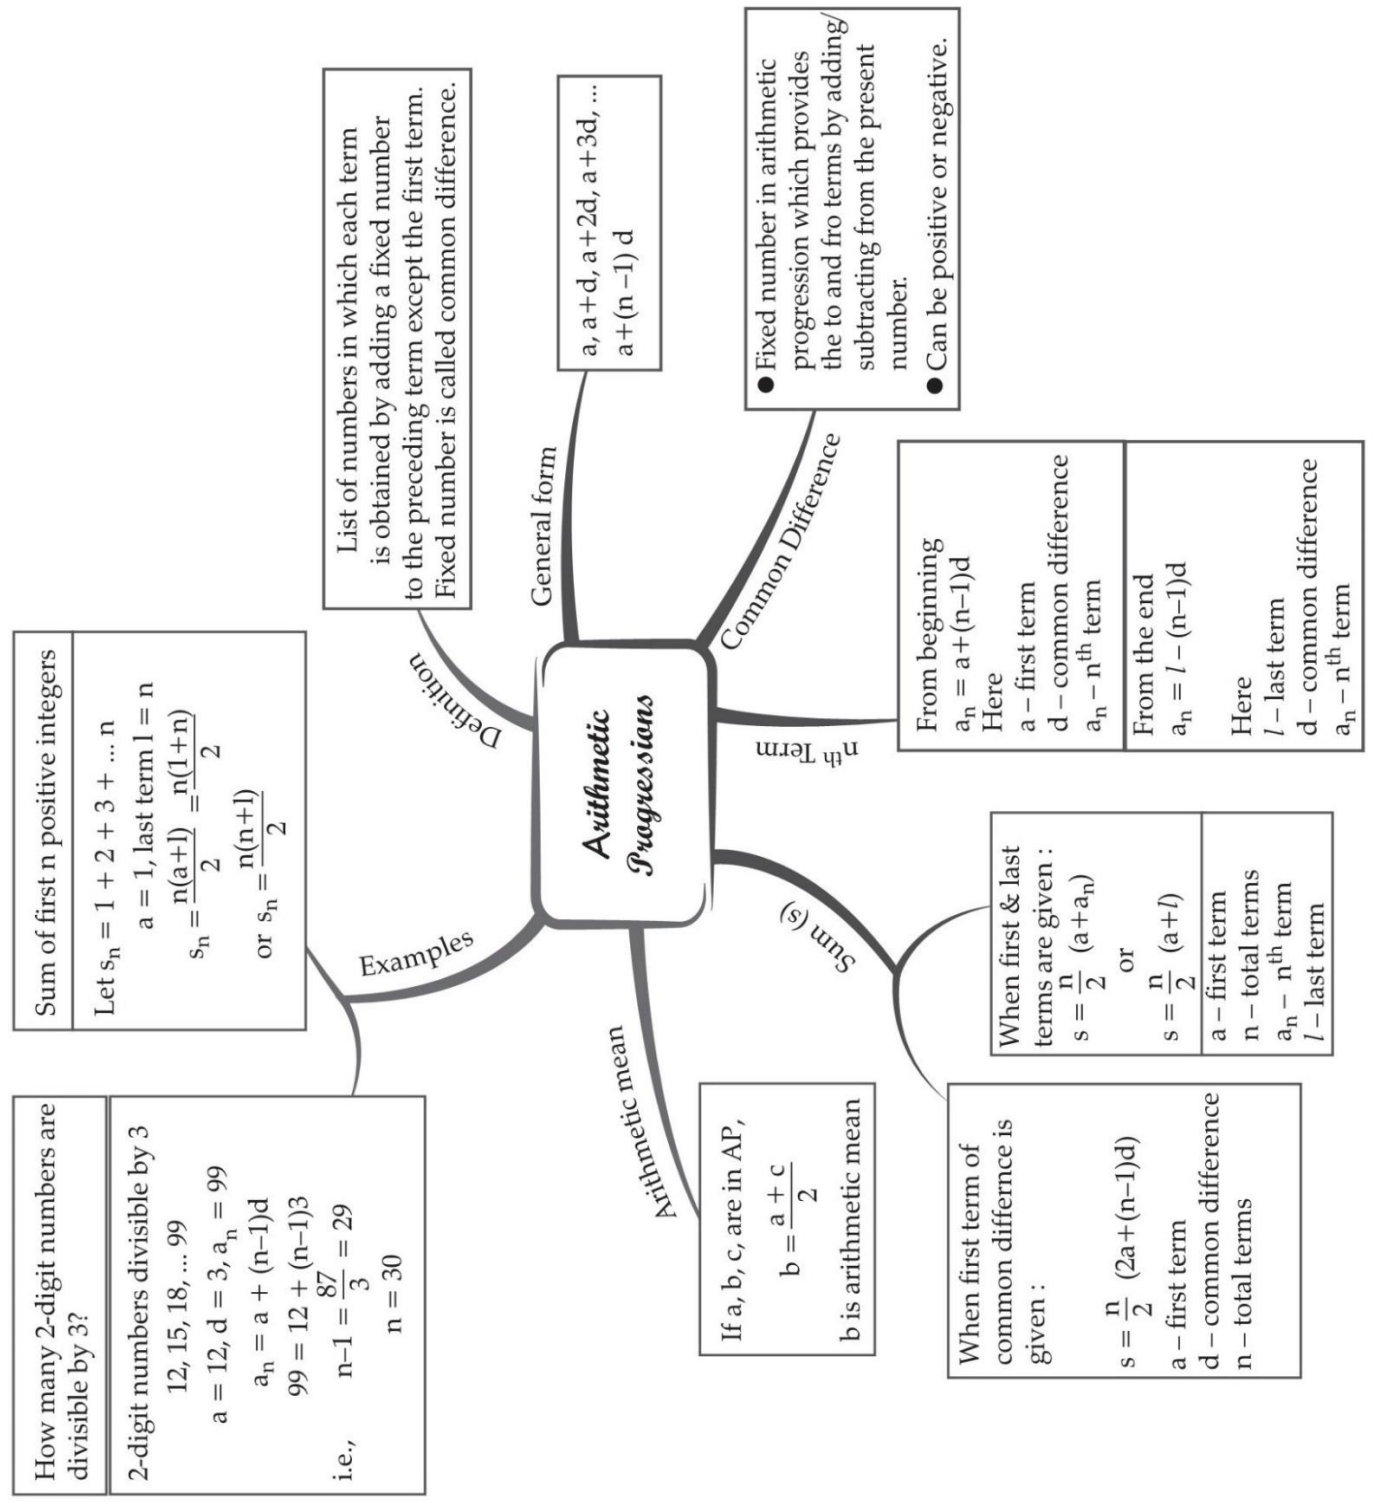 Arithmetic
Progressions
Definition
List of numbers in which each term
is obtained by adding a fixed number
to the preceding term except the first term.
Fixed number is called common difference.
General form
a, a+d, a+2d, a+3d, ...
a+(n –1) d
Common Difference
● Fixed number in arithmetic
progression which provides
the to and fro terms by adding/
subtracting from the present
number.
● Can be positive or negative.
nth Term
From beginning
an = a+(n–1)d
Here
a – first term
d – common difference
an – nth term
From the end
an = l – (n–1)d
Here
l – last term
d – common difference
an – nth term
Sum (s)
When first & last
terms are given :
s = n/2 (a+an)
or
s = n/2 (a+l)
a – first term
n – total terms
an – nth term
l – last term
When first term of
common differnce is
given :
s = n/2 (2a+(n–1)d)
a – first term
d – common difference
n – total terms
Arithmetic mean
If a, b, c, are in AP,
b = a + c/2
b is arithmetic mean
Examples
Sum of first n positive integers
Let sn = 1 + 2 + 3 + ... n
a = 1, last term l = n
sn = n(a+l)/2 = n(1+n)/2
or sn = n(n+1)/2
How many 2-digit numbers are
divisible by 3?
2-digit numbers divisible by 3
12, 15, 18, ... 99
a = 12, d = 3, an = 99
an = a + (n–1)d
99 = 12 + (n–1)3
i.e., n–1 = 87/3 = 29
n = 30